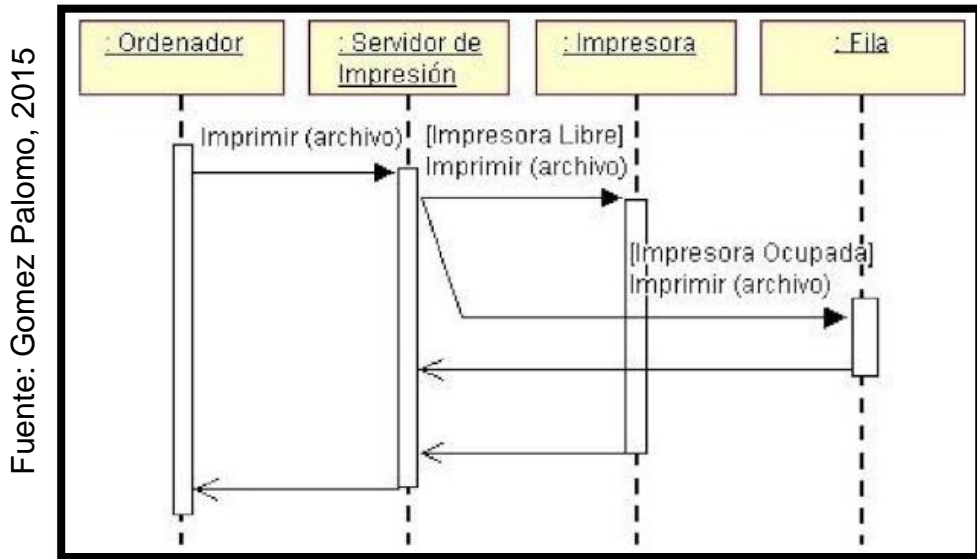 Fuente: Gomez Palomo, 2015
: Ordenador
: Servidor de
Impresión
: Impresora
: Fila
Imprimir (archivo)
[Impresora Libre]
Imprimir (archivo)
[Impresora Ocupada]
Imprimir (archivo)